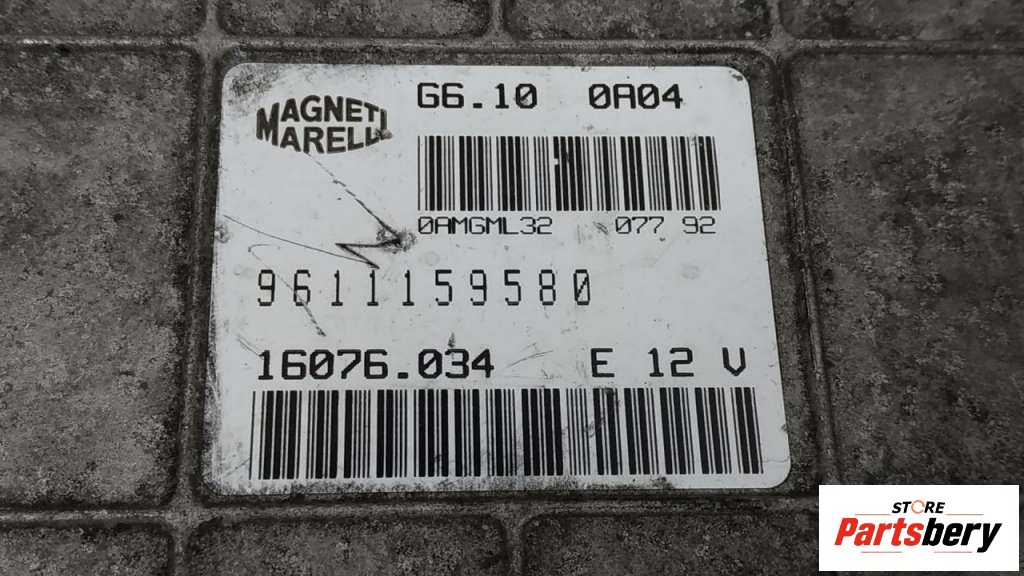 MAGNETI
MARELLI
G6.10 0A04
0AMGML32 077 92
9611159580
16076.034 E 12 V
STORE
Partsbery